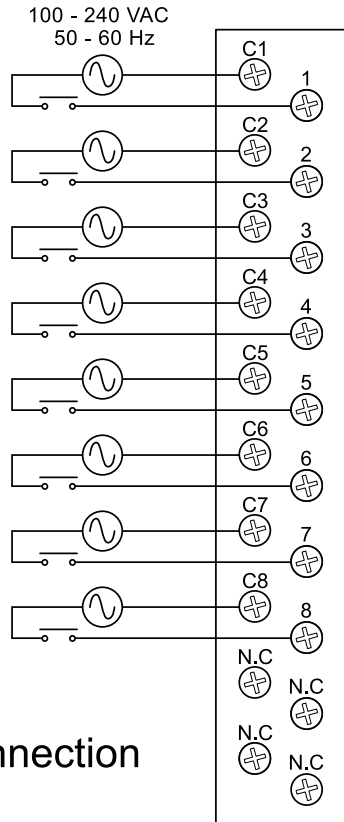 100 - 240 VAC
50 - 60 Hz
C1
1
C2
2
C3
3
C4
4
C5
5
C6
6
C7
7
C8
8
N.C
N.C
N.C
N.C
nnection